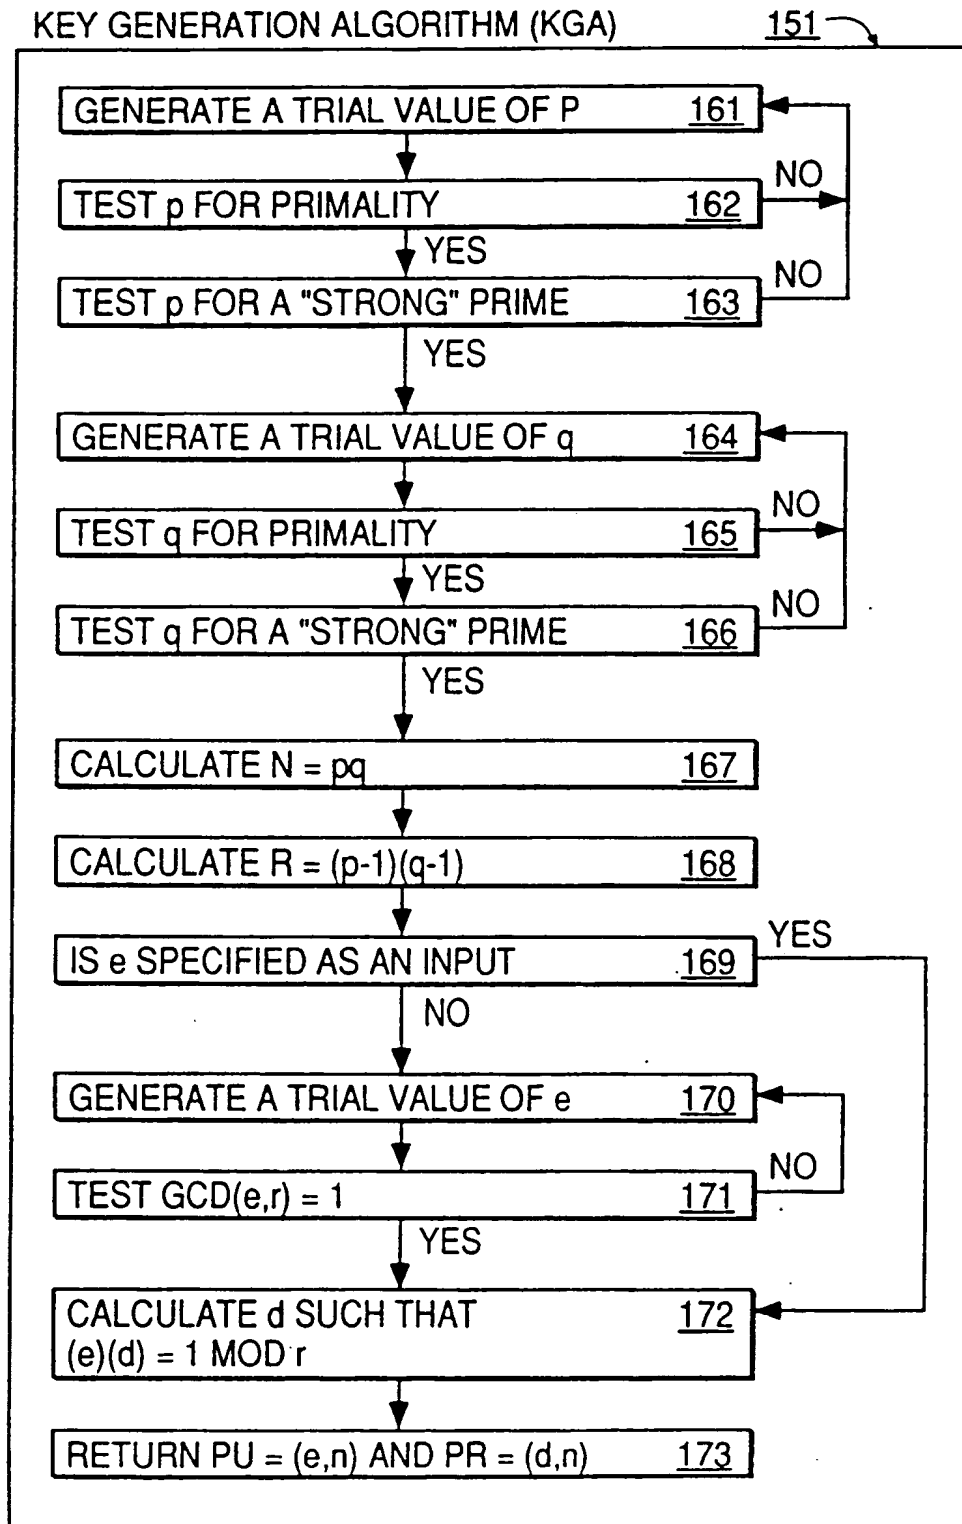 KEY GENERATION ALGORITHM (KGA) 151
GENERATE A TRIAL VALUE OF P 161
NO
TEST p FOR PRIMALITY 162
YES
NO
TEST p FOR A "STRONG" PRIME 163
YES
GENERATE A TRIAL VALUE OF q 164
NO
TEST q FOR PRIMALITY 165
YES
NO
TEST q FOR A "STRONG" PRIME 166
YES
CALCULATE N = pq 167
CALCULATE R = (p-1)(q-1) 168
YES
IS e SPECIFIED AS AN INPUT 169
NO
GENERATE A TRIAL VALUE OF e 170
NO
TEST GCD(e,r) = 1 171
YES
CALCULATE d SUCH THAT 172
(e)(d) = 1 MOD r
RETURN PU = (e,n) AND PR = (d,n) 173